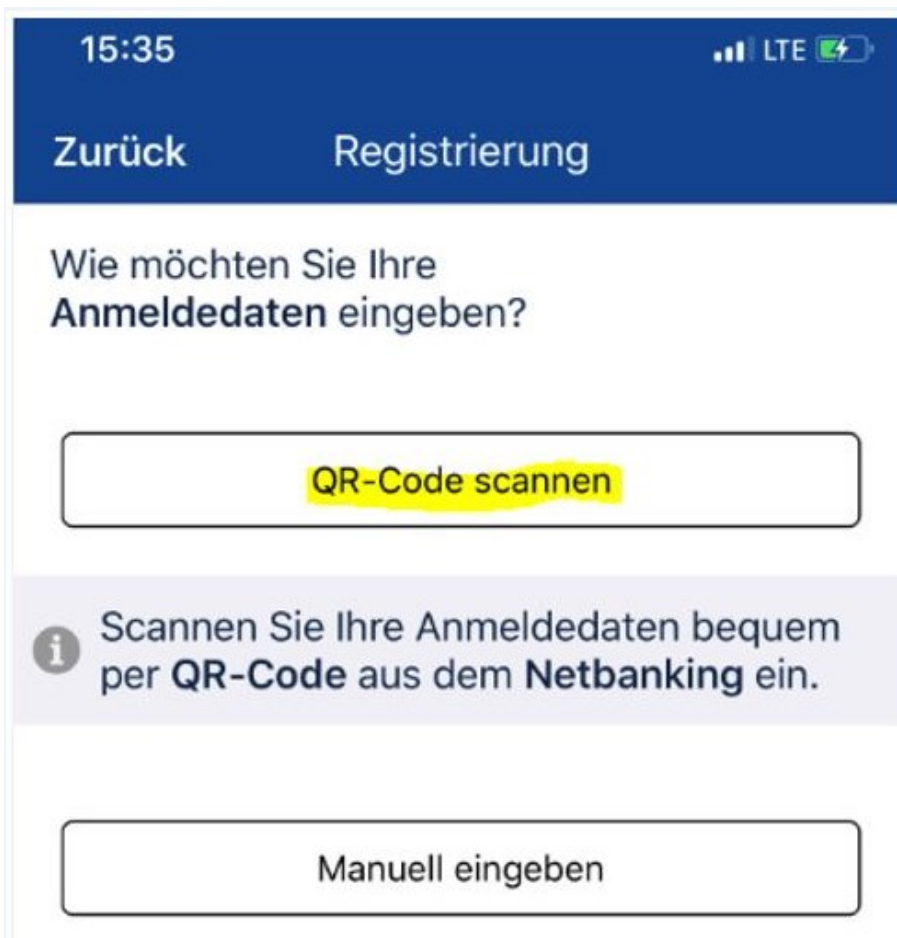 15:35 LTE
Zurück Registrierung
Wie möchten Sie Ihre
Anmeldedaten eingeben?
QR-Code scannen
i
Scannen Sie Ihre Anmeldedaten bequem
per QR-Code aus dem Netbanking ein.
Manuell eingeben